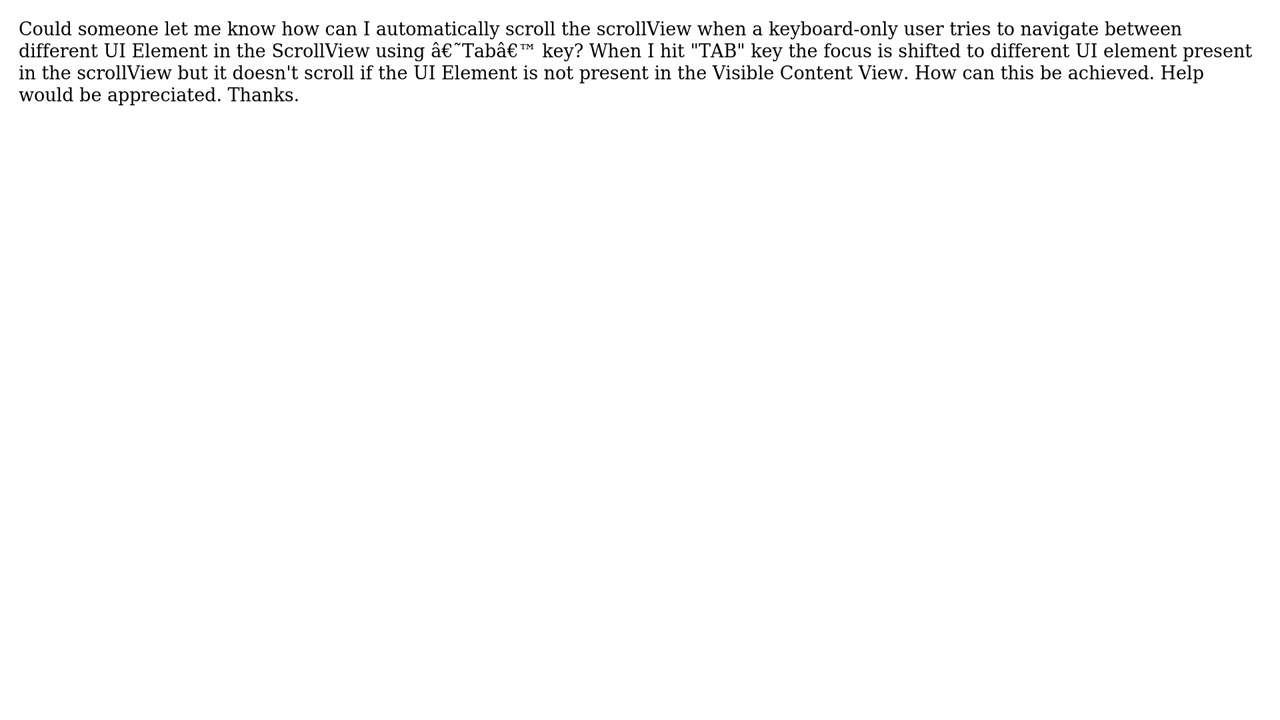 Could someone let me know how can I automatically scroll the scrollView when a keyboard-only user tries to navigate between
different UI Element in the ScrollView using â€˜Tabâ€™ key? When I hit "TAB" key the focus is shifted to different UI element present
in the scrollView but it doesn't scroll if the UI Element is not present in the Visible Content View. How can this be achieved. Help
would be appreciated. Thanks.